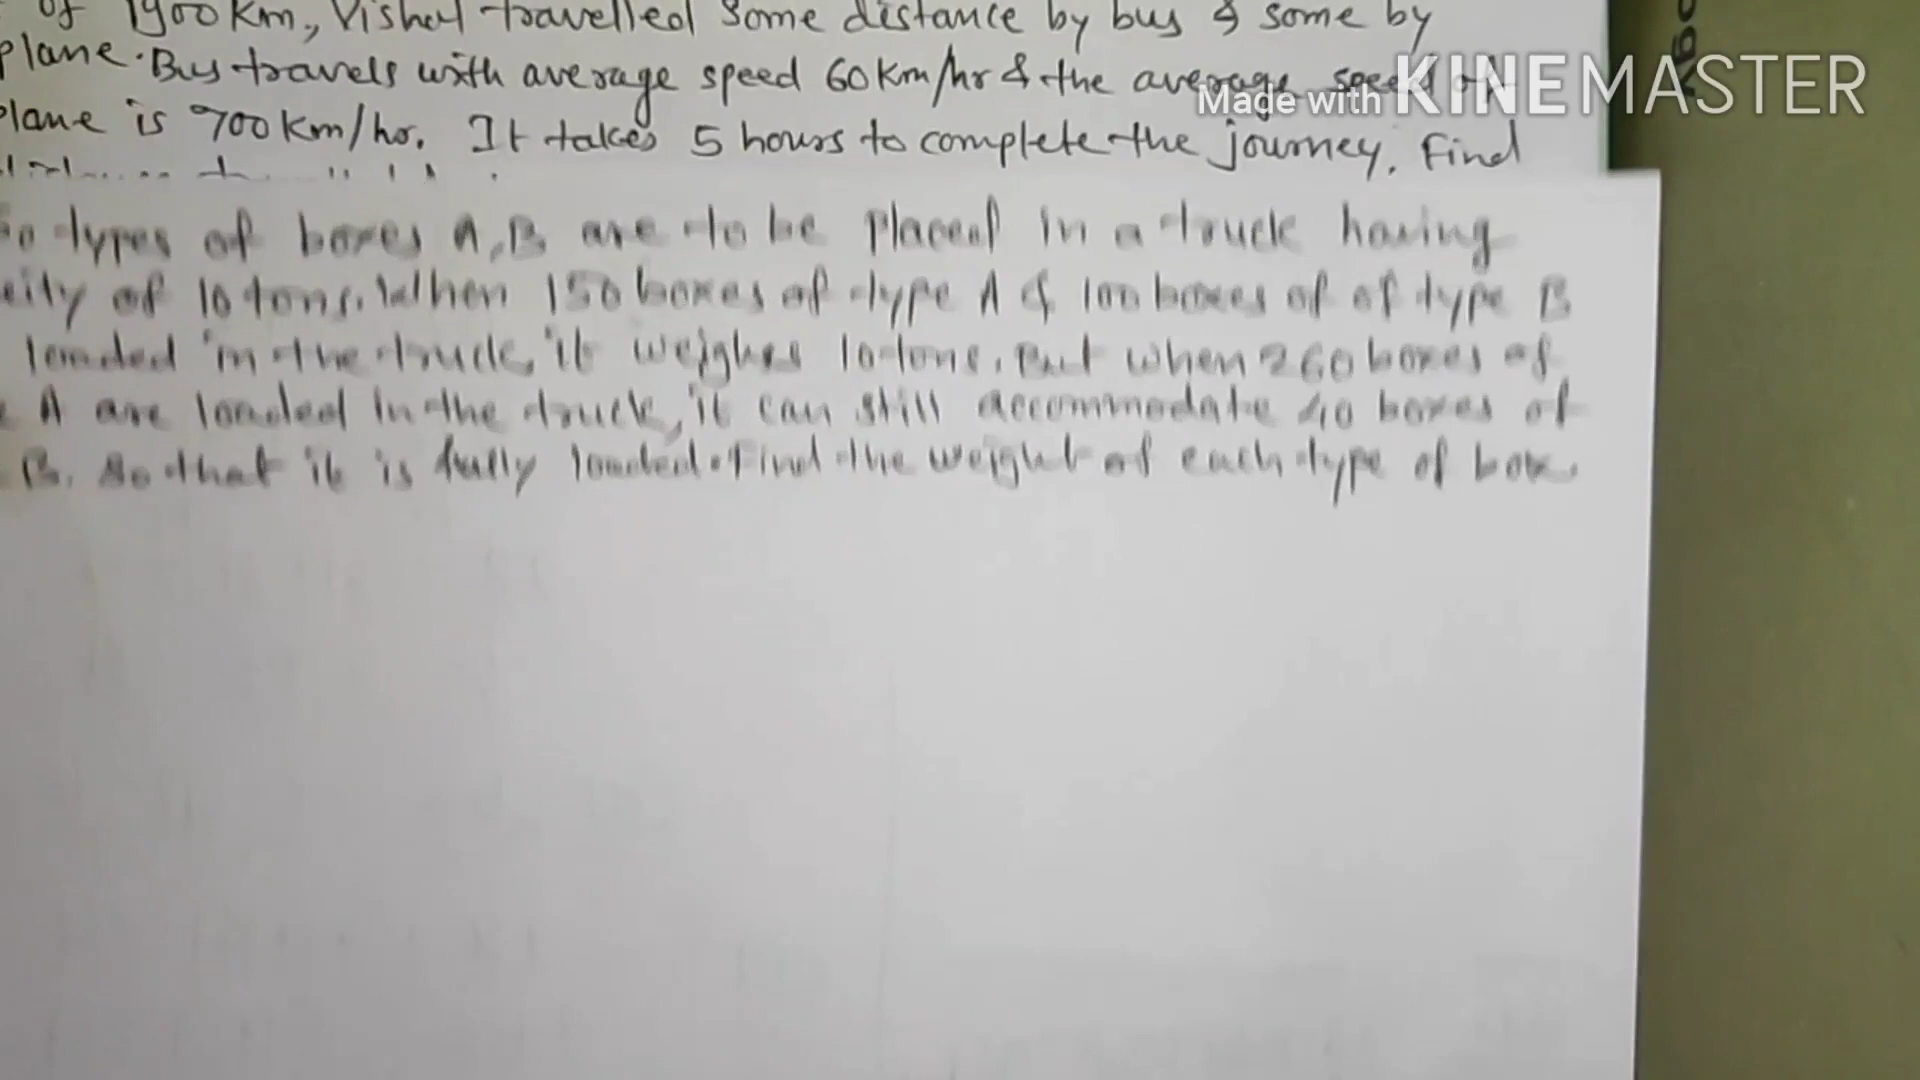 of 1900 Km, Vishal travelled some distance by bus & some by
plane. Bus travels with average speed 60 Km/hr & the average speed of
Made with KINEMASTER
plane is 700 Km/hr. It takes 5 hours to complete the journey. Find
types of boxes A, B are to be placed in a truck having
of 10 tons. When 150 boxes of type A & 100 boxes of of type B
loaded in the truck, it weighs 10 tons. But when 260 boxes of
A are loaded in the truck, it can still accommodate 40 boxes of
B. So that it is fully loaded. Find the weight of each type of box.